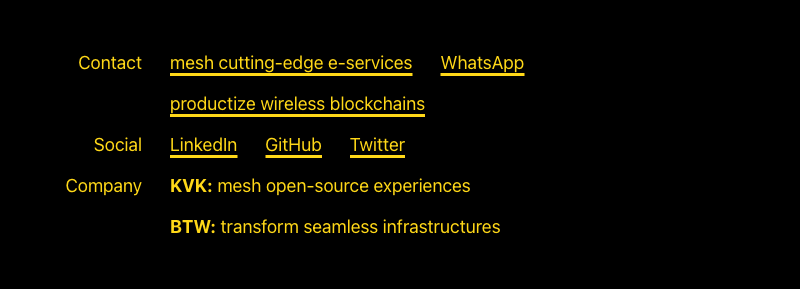 Contact mesh cutting-edge e-services WhatsApp
productize wireless blockchains
Social LinkedIn GitHub Twitter
Company KVK: mesh open-source experiences
BTW: transform seamless infrastructures